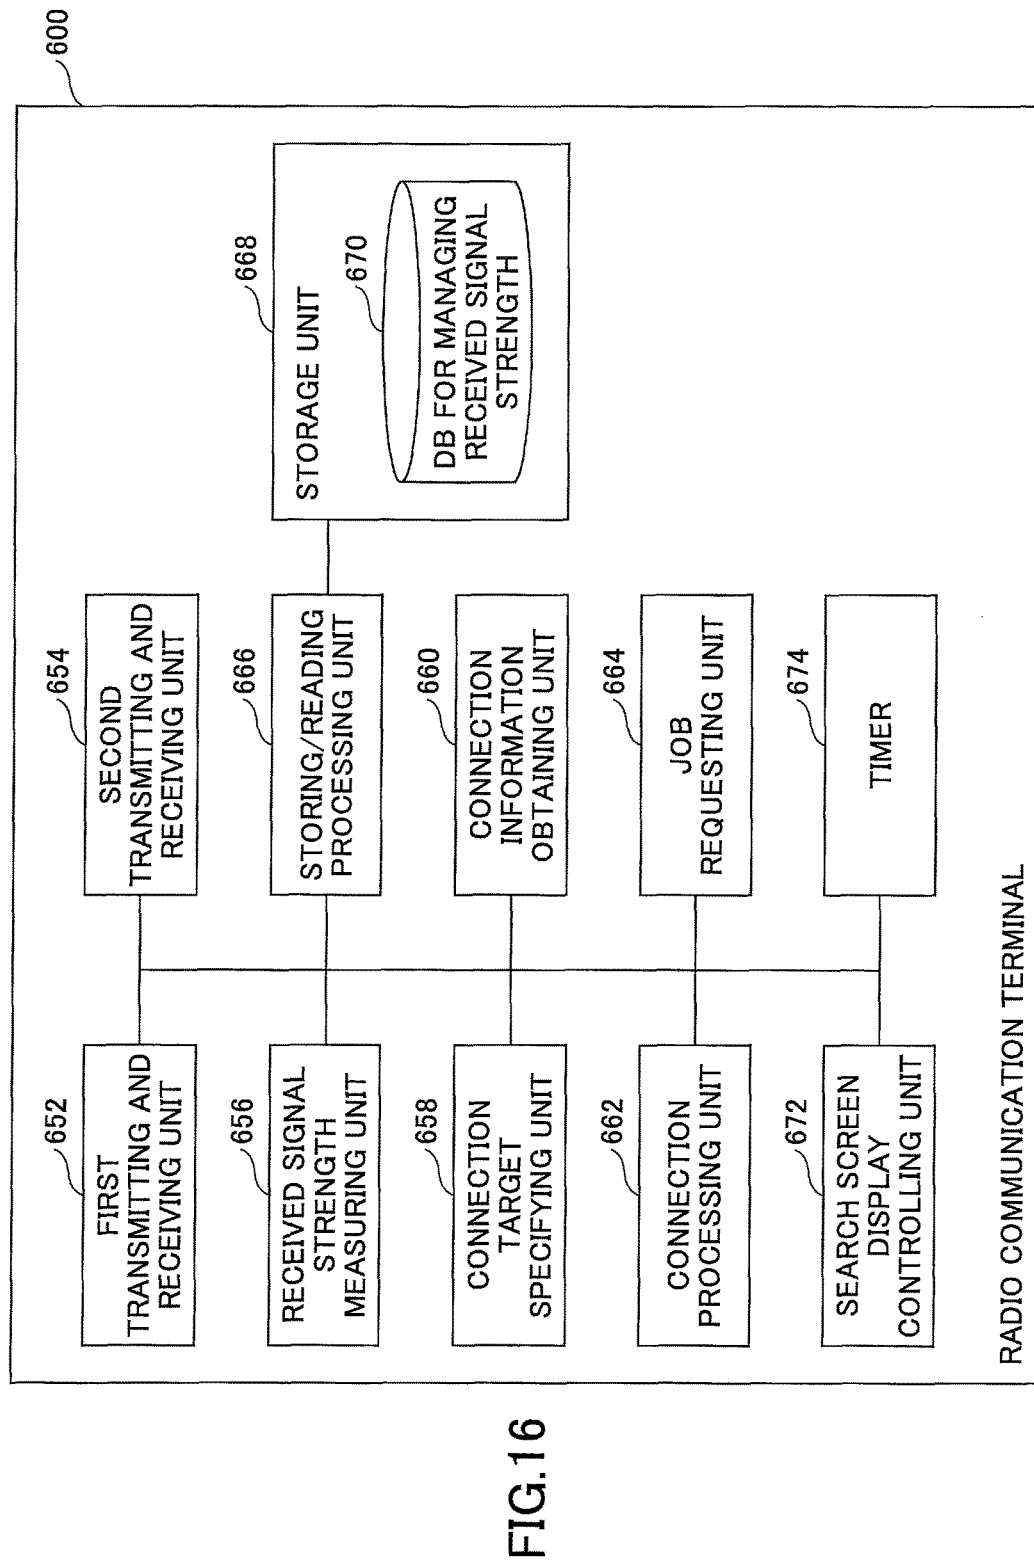 FIG.16
600
652
FIRST
TRANSMITTING AND
RECEIVING UNIT
654
SECOND
TRANSMITTING AND
RECEIVING UNIT
656
RECEIVED SIGNAL
STRENGTH
MEASURING UNIT
666
STORING/READING
PROCESSING UNIT
668
STORAGE UNIT
670
DB FOR MANAGING
RECEIVED SIGNAL
STRENGTH
658
CONNECTION
TARGET
SPECIFYING UNIT
660
CONNECTION
INFORMATION
OBTAINING UNIT
662
CONNECTION
PROCESSING UNIT
664
JOB
REQUESTING UNIT
672
SEARCH SCREEN
DISPLAY
CONTROLLING UNIT
674
TIMER
RADIO COMMUNICATION TERMINAL